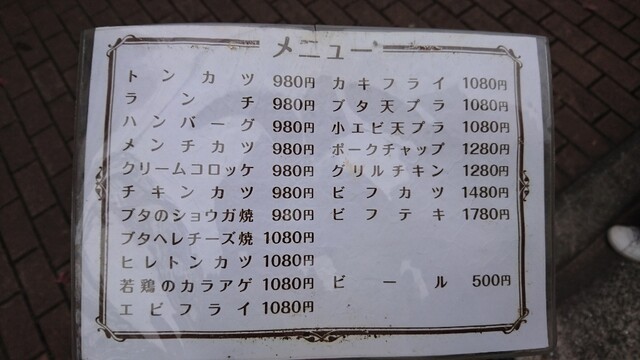 メニュー
トンカツ 980円
ランチ 980円
ハンバーグ 980円
メンチカツ 980円
クリームコロッケ 980円
チキンカツ 980円
ブタのショウガ焼 980円
ブタヘレチーズ焼 1080円
ヒレトンカツ 1080円
若鶏のカラアゲ 1080円
エビフライ 1080円
カキフライ 1080円
ブタ天プラ 1080円
小エビ天プラ 1080円
ポークチャップ 1280円
グリルチキン 1280円
ビフカツ 1480円
ビフテキ 1780円
ビール 500円